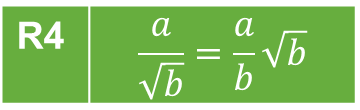 R4
a/√b = a/b √b